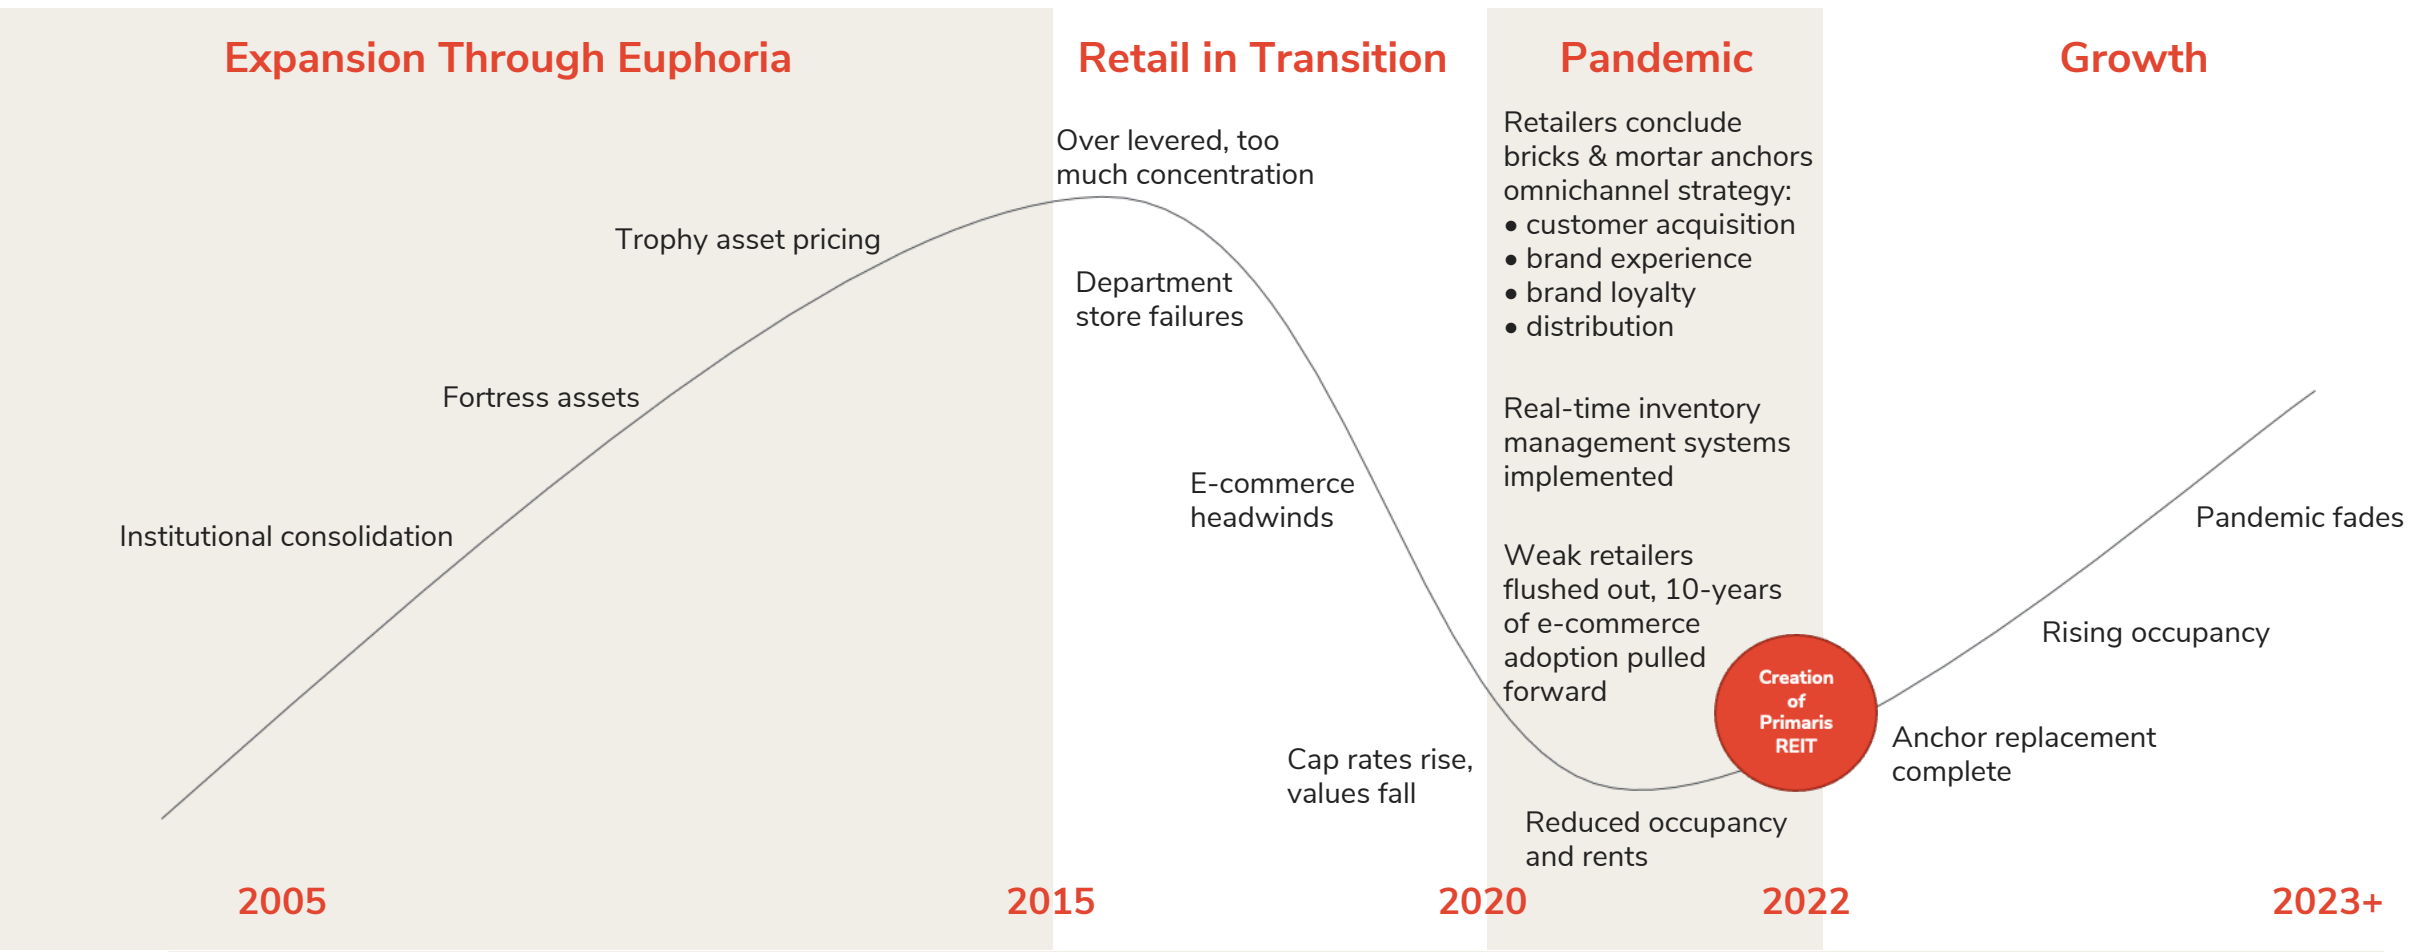 Expansion Through Euphoria
Institutional consolidation
Fortress assets
Trophy asset pricing
Retail in Transition
Over levered, too
much concentration
Department
store failures
E-commerce
headwinds
Cap rates rise,
values fall
Pandemic
Retailers conclude
bricks & mortar anchors
omnichannel strategy:
• customer acquisition
• brand experience
• brand loyalty
• distribution
Real-time inventory
management systems
implemented
Weak retailers
flushed out, 10-years
of e-commerce
adoption pulled
forward
Reduced occupancy
and rents
Creation
of
Primaris
REIT
Growth
Anchor replacement
complete
Rising occupancy
Pandemic fades
2005
2015
2020
2022
2023+